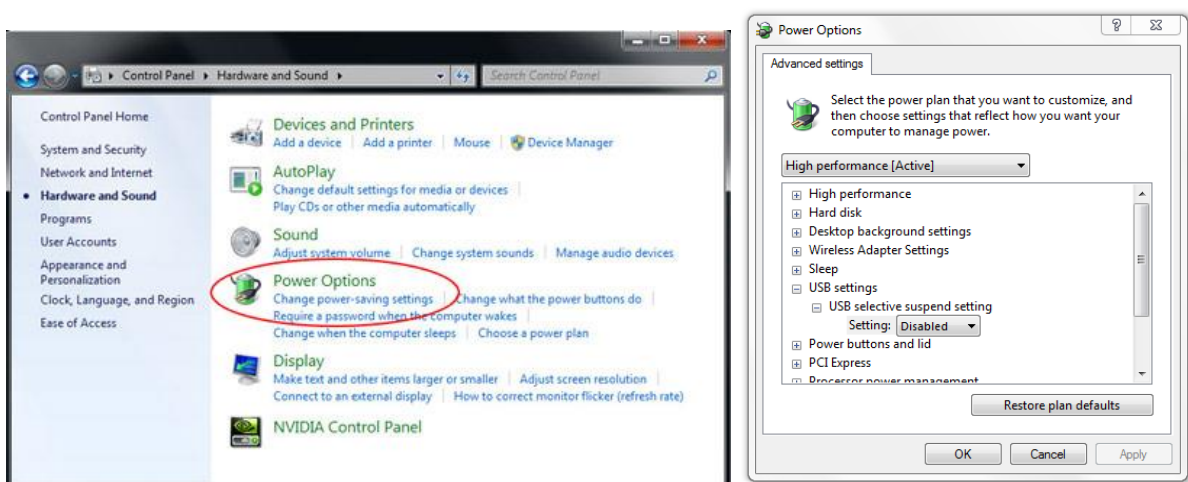 Control Panel ▸ Hardware and Sound ▸
Search Control Panel
Control Panel Home
System and Security
Network and Internet
Hardware and Sound
Programs
User Accounts
Appearance and
Personalization
Clock, Language, and Region
Ease of Access
Devices and Printers
Add a device | Add a printer | Mouse | Device Manager
AutoPlay
Change default settings for media or devices |
Play CDs or other media automatically
Sound
Adjust system volume | Change system sounds | Manage audio devices
Power Options
Change power-saving settings | Change what the power buttons do |
Require a password when the computer wakes |
Change when the computer sleeps | Choose a power plan
Display
Make text and other items larger or smaller | Adjust screen resolution |
Connect to an external display | How to correct monitor flicker (refresh rate)
NVIDIA Control Panel
Power Options
Advanced settings
Select the power plan that you want to customize, and
then choose settings that reflect how you want your
computer to manage power.
High performance [Active]
High performance
Hard disk
Desktop background settings
Wireless Adapter Settings
Sleep
USB settings
USB selective suspend setting
Setting: Disabled
Power buttons and lid
PCI Express
Processor power management
Restore plan defaults
OK Cancel Apply